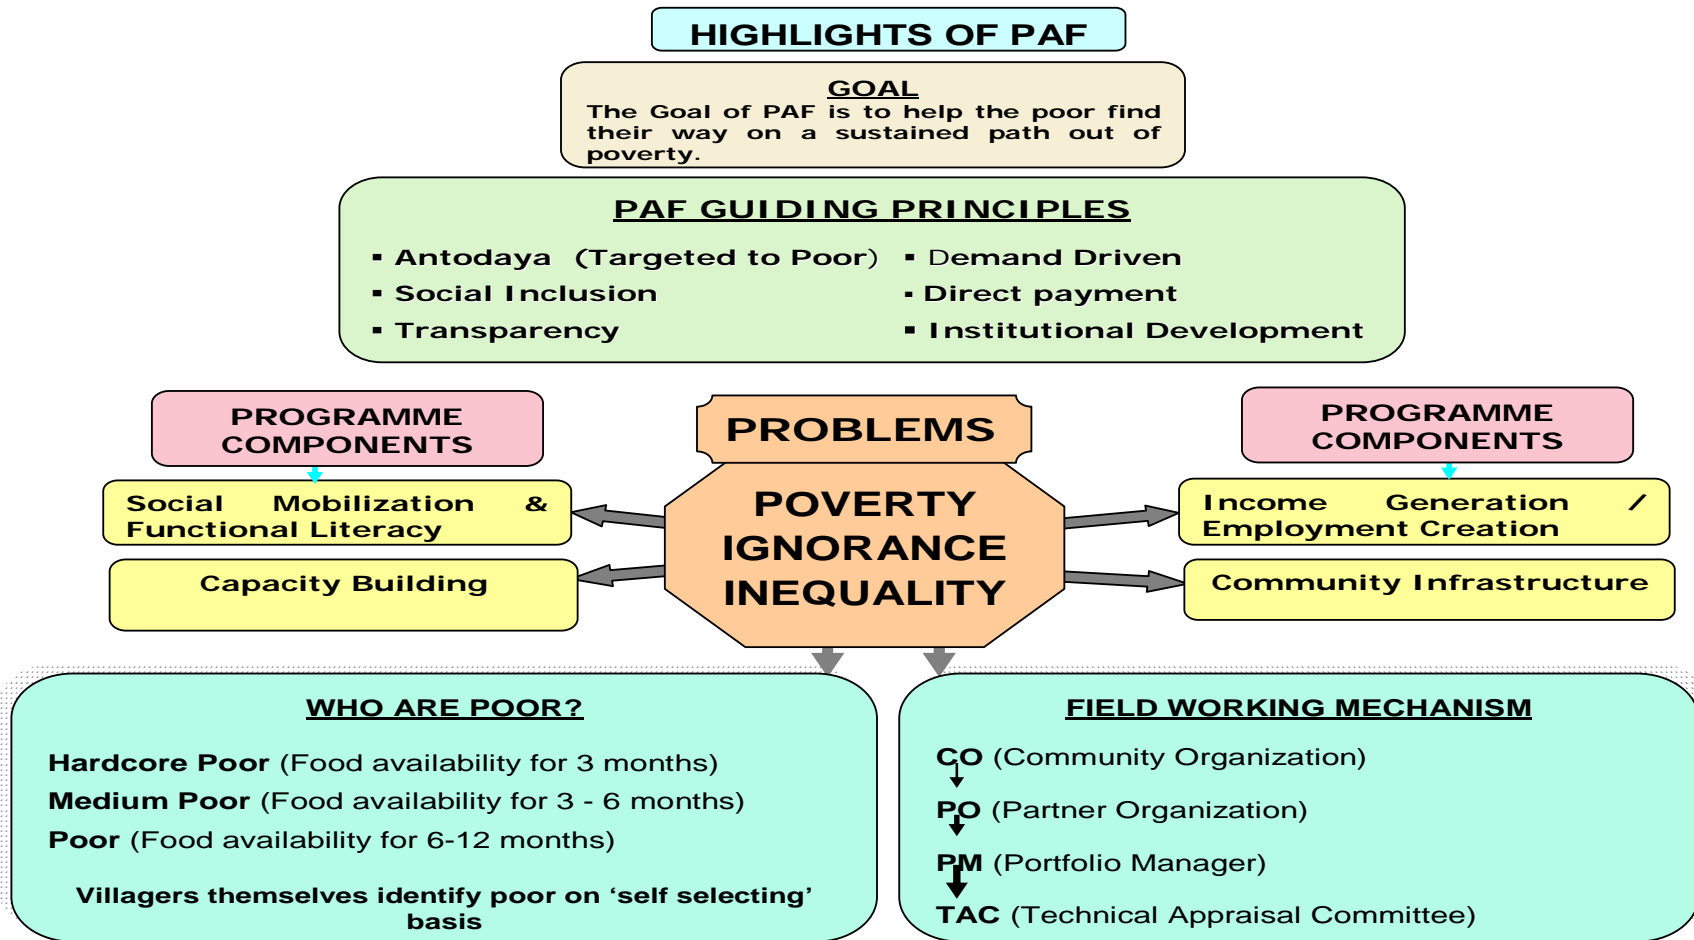 HIGHLIGHTS OF PAF
GOAL
The Goal of PAF is to help the poor find
their way on a sustained path out of
poverty.
PAF GUIDING PRINCIPLES
▪ Antodaya (Targeted to Poor) ▪ Demand Driven
▪ Social Inclusion ▪ Direct payment
▪ Transparency ▪ Institutional Development
PROGRAMME
COMPONENTS
Social Mobilization &
Functional Literacy
Capacity Building
PROBLEMS
POVERTY
IGNORANCE
INEQUALITY
PROGRAMME
COMPONENTS
Income Generation /
Employment Creation
Community Infrastructure
WHO ARE POOR?
Hardcore Poor (Food availability for 3 months)
Medium Poor (Food availability for 3 - 6 months)
Poor (Food availability for 6-12 months)
Villagers themselves identify poor on ‘self selecting’
basis
FIELD WORKING MECHANISM
CO (Community Organization)
PO (Partner Organization)
PM (Portfolio Manager)
TAC (Technical Appraisal Committee)